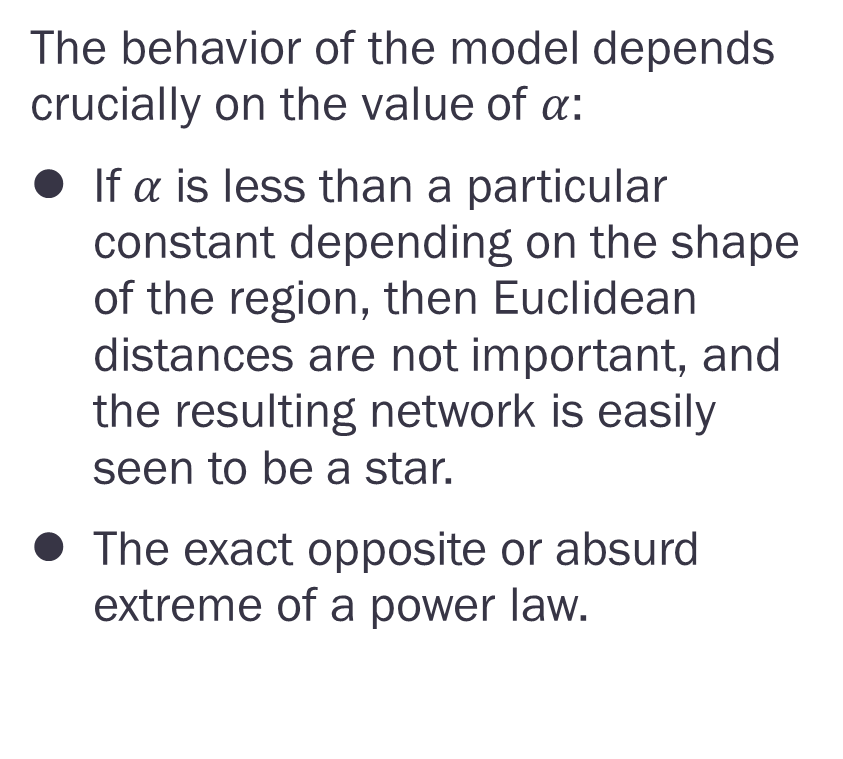 The behavior of the model depends
crucially on the value of α:
● If α is less than a particular
constant depending on the shape
of the region, then Euclidean
distances are not important, and
the resulting network is easily
seen to be a star.
● The exact opposite or absurd
extreme of a power law.